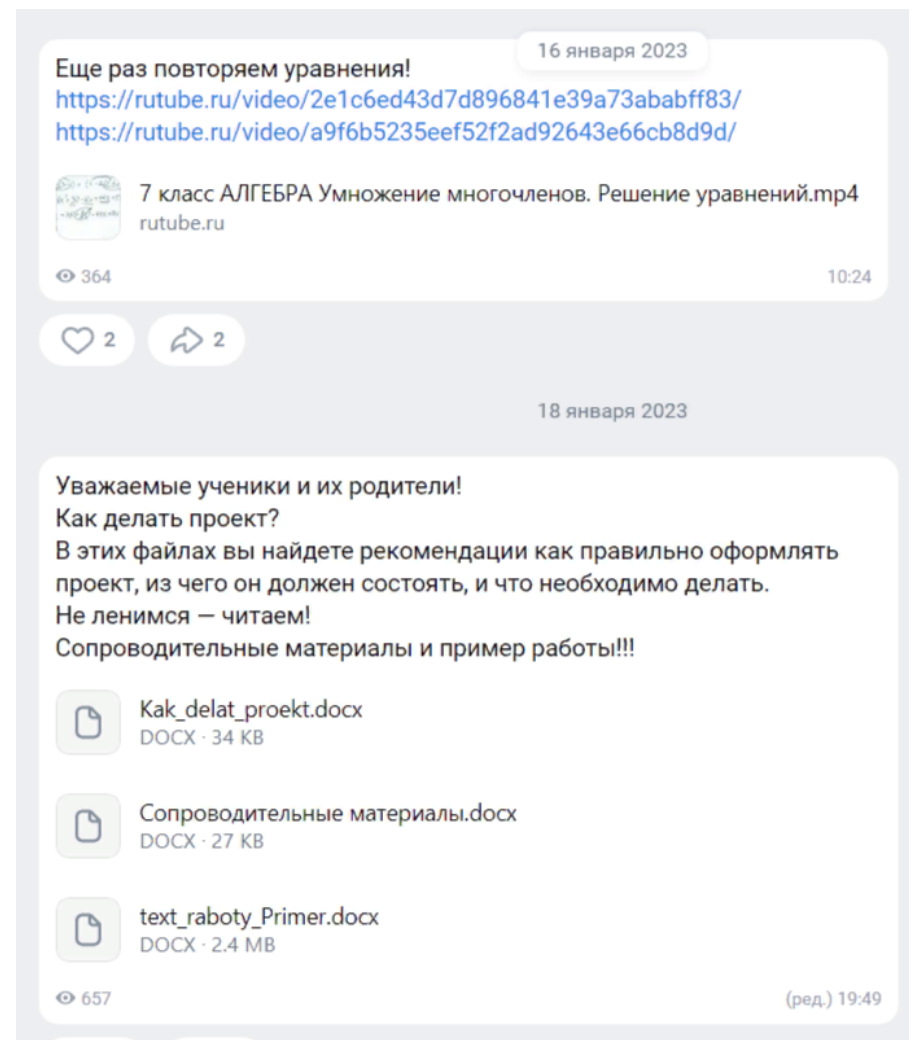 16 января 2023
Еще раз повторяем уравнения!
https://rutube.ru/video/2e1c6ed43d7d896841e39a73ababff83/
https://rutube.ru/video/a9f6b5235eef52f2ad92643e66cb8d9d/
7 класс АЛГЕБРА Умножение многочленов. Решение уравнений.mp4
rutube.ru
364
10:24
2
2
18 января 2023
Уважаемые ученики и их родители!
Как делать проект?
В этих файлах вы найдете рекомендации как правильно оформлять
проект, из чего он должен состоять, и что необходимо делать.
Не ленимся — читаем!
Сопроводительные материалы и пример работы!!!
Kak_delat_proekt.docx
DOCX · 34 KB
Сопроводительные материалы.docx
DOCX · 27 KB
text_raboty_Primer.docx
DOCX · 2.4 MB
657
(ред.) 19:49